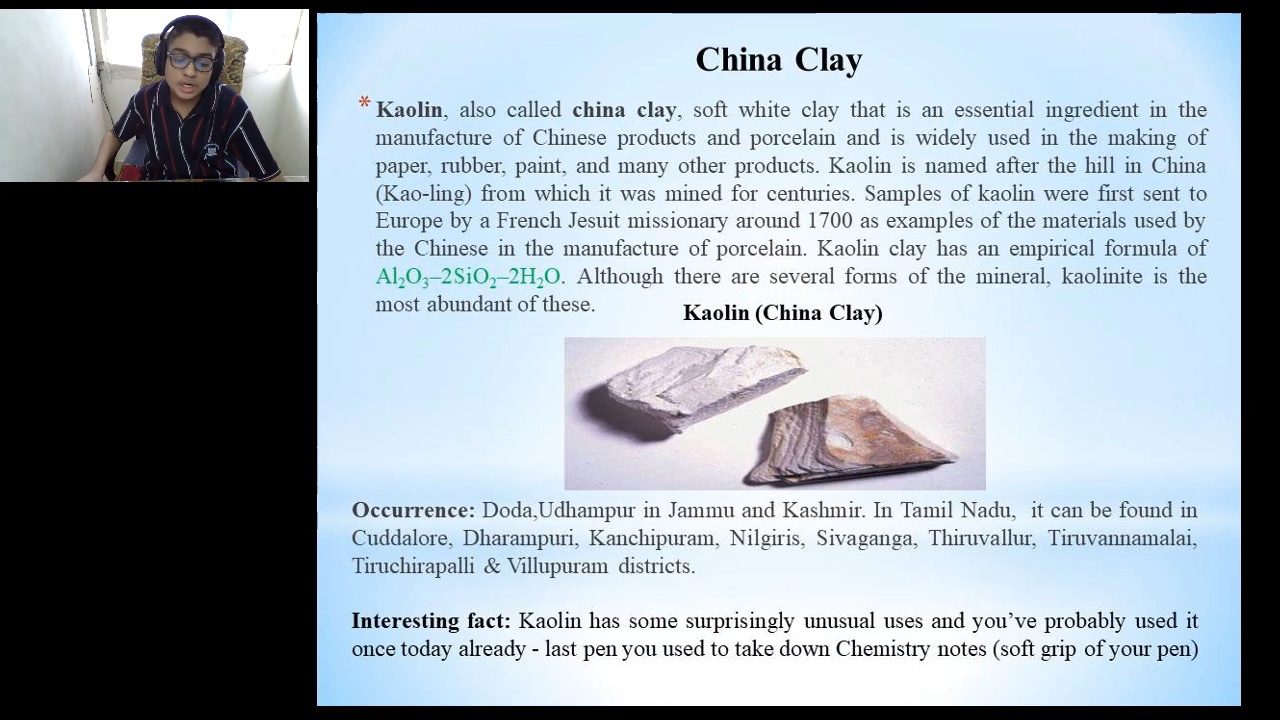 China Clay
* Kaolin, also called china clay, soft white clay that is an essential ingredient in the
manufacture of Chinese products and porcelain and is widely used in the making of
paper, rubber, paint, and many other products. Kaolin is named after the hill in China
(Kao-ling) from which it was mined for centuries. Samples of kaolin were first sent to
Europe by a French Jesuit missionary around 1700 as examples of the materials used by
the Chinese in the manufacture of porcelain. Kaolin clay has an empirical formula of
Al₂O₃–2SiO₂–2H₂O. Although there are several forms of the mineral, kaolinite is the
most abundant of these.
Kaolin (China Clay)
Occurrence: Doda,Udhampur in Jammu and Kashmir. In Tamil Nadu, it can be found in
Cuddalore, Dharampuri, Kanchipuram, Nilgiris, Sivaganga, Thiruvallur, Tiruvannamalai,
Tiruchirapalli & Villupuram districts.
Interesting fact: Kaolin has some surprisingly unusual uses and you’ve probably used it
once today already - last pen you used to take down Chemistry notes (soft grip of your pen)